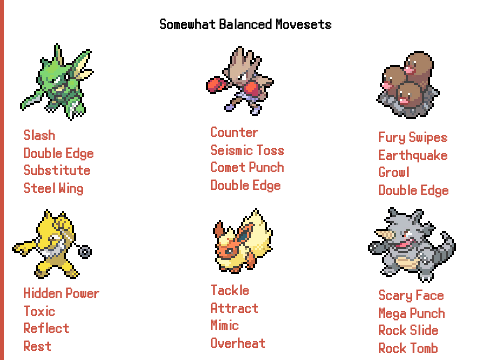 Somewhat Balanced Movesets
Slash
Double Edge
Substitute
Steel Wing
Counter
Seismic Toss
Comet Punch
Double Edge
Fury Swipes
Earthquake
Growl
Double Edge
Hidden Power
Toxic
Reflect
Rest
Tackle
Attract
Mimic
Overheat
Scary Face
Mega Punch
Rock Slide
Rock Tomb